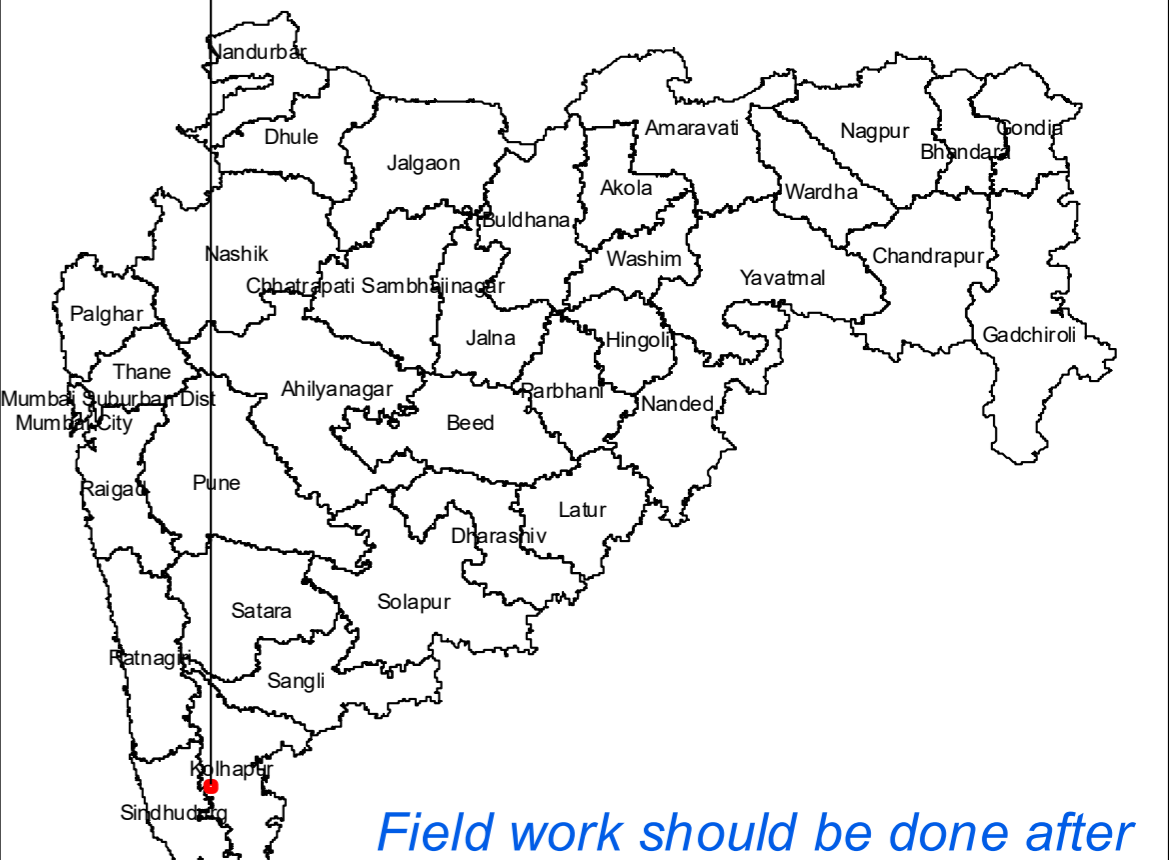 Nandurbar
Dhule
Jalgaon
Amaravati
Nagpur
Gondia
Bhandara
Akola
Wardha
Buldhana
Nashik
Washim
Chandrapur
Chhatrapati Sambhajinagar
Yavatmal
Palghar
Jalna
Hingoli
Gadchiroli
Thane
Ahilyanagar
Parbhani
Mumbai Suburban Dist
Nanded
Mumbai City
Beed
Raigad
Pune
Latur
Dharashiv
Satara
Solapur
Ratnagiri
Sangli
Kolhapur
Sindhudurg
Field work should be done after